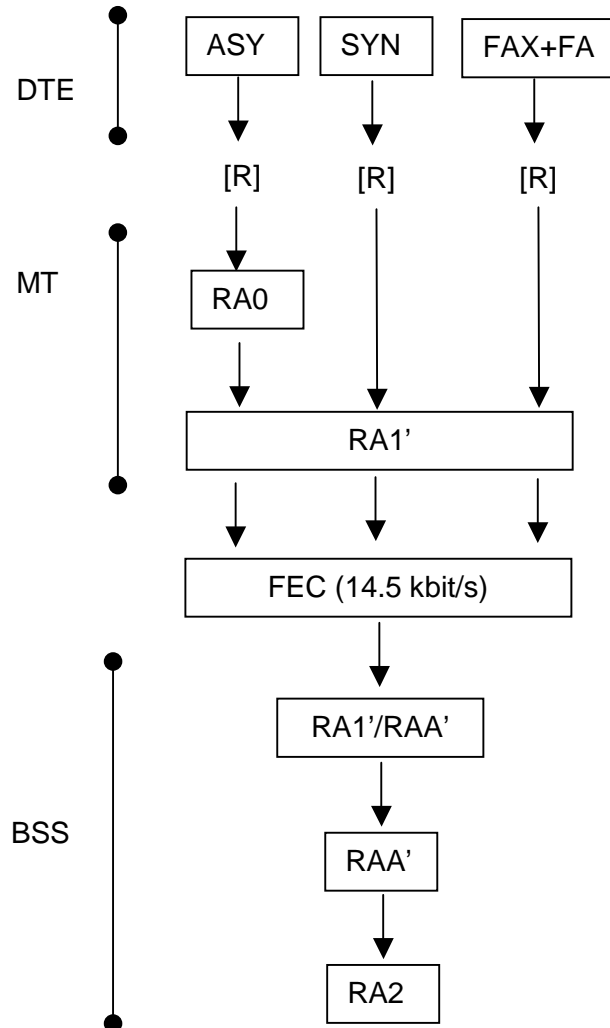 ASY SYN FAX+FA
DTE
[R] [R] [R]
MT
RA0
RA1’
FEC (14.5 kbit/s)
RA1’/RAA’
BSS
RAA’
RA2